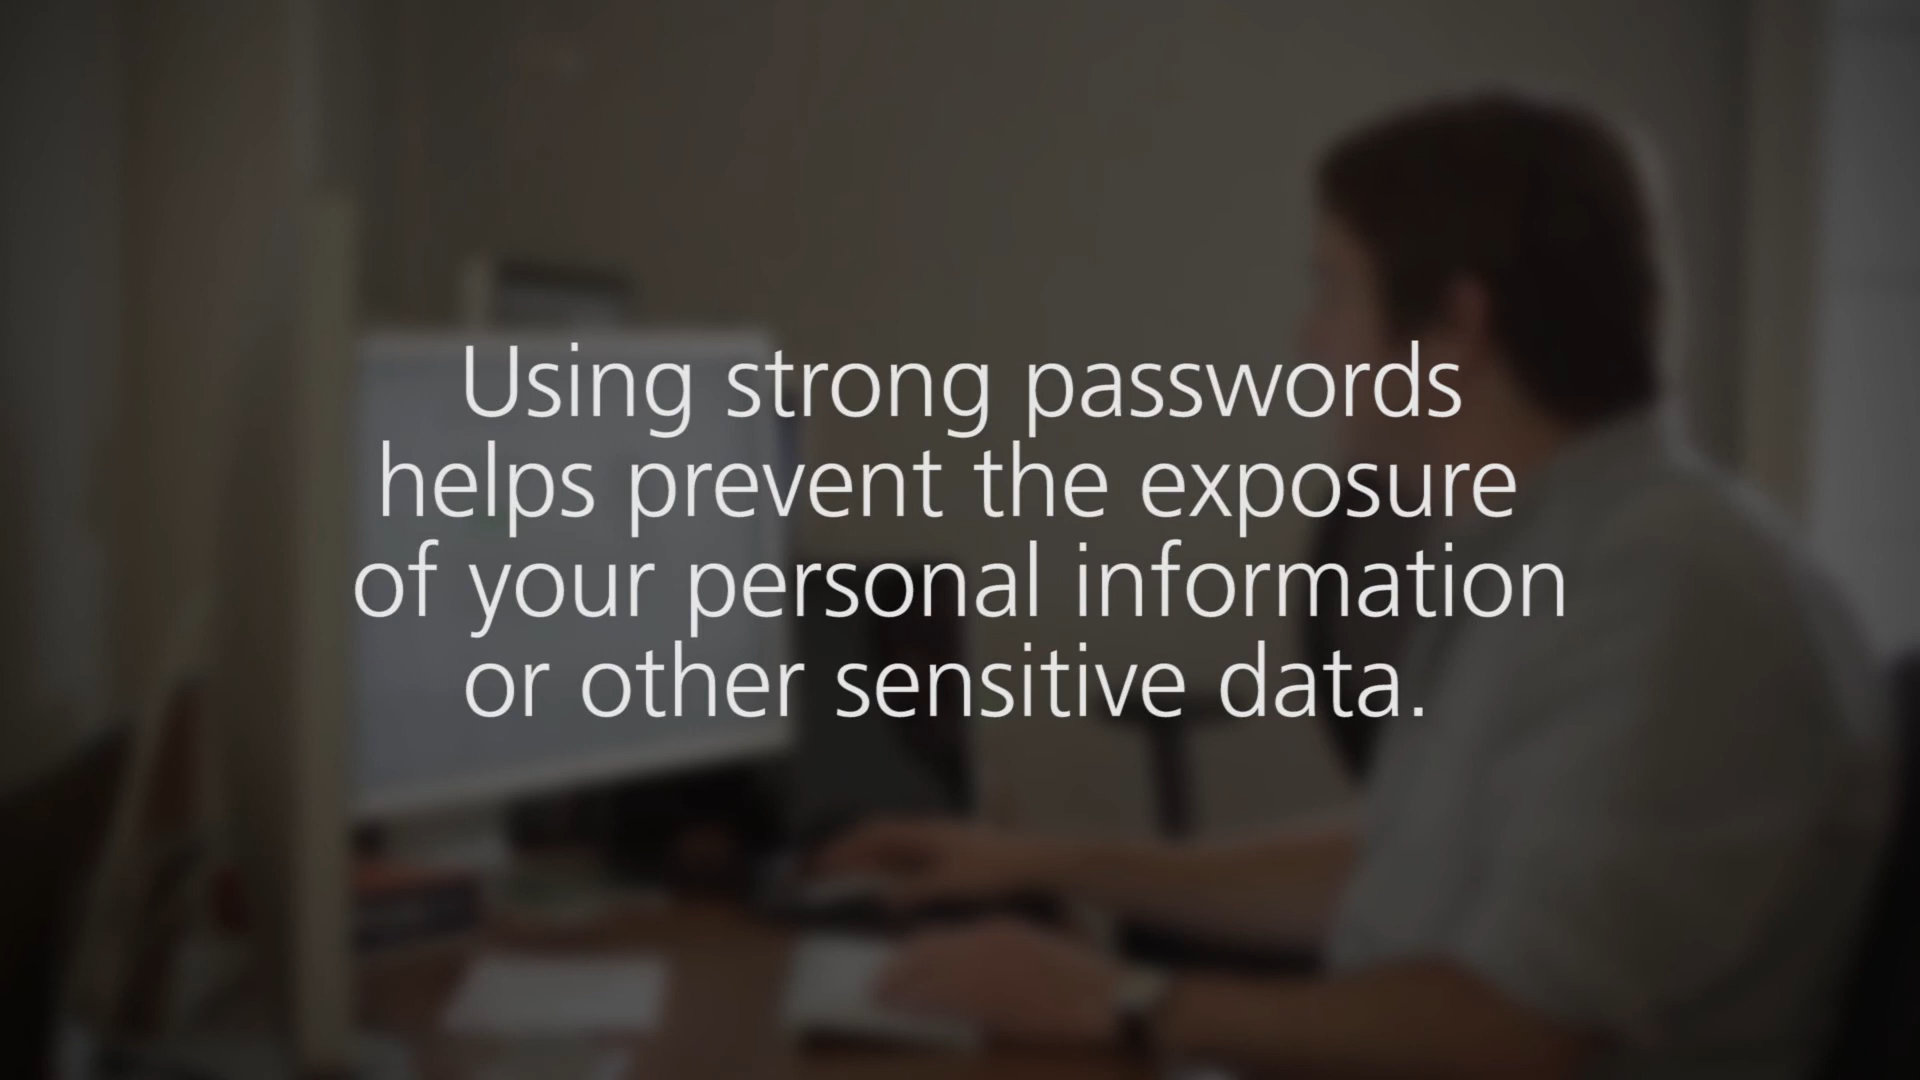 Using strong passwords
helps prevent the exposure
of your personal information
or other sensitive data.